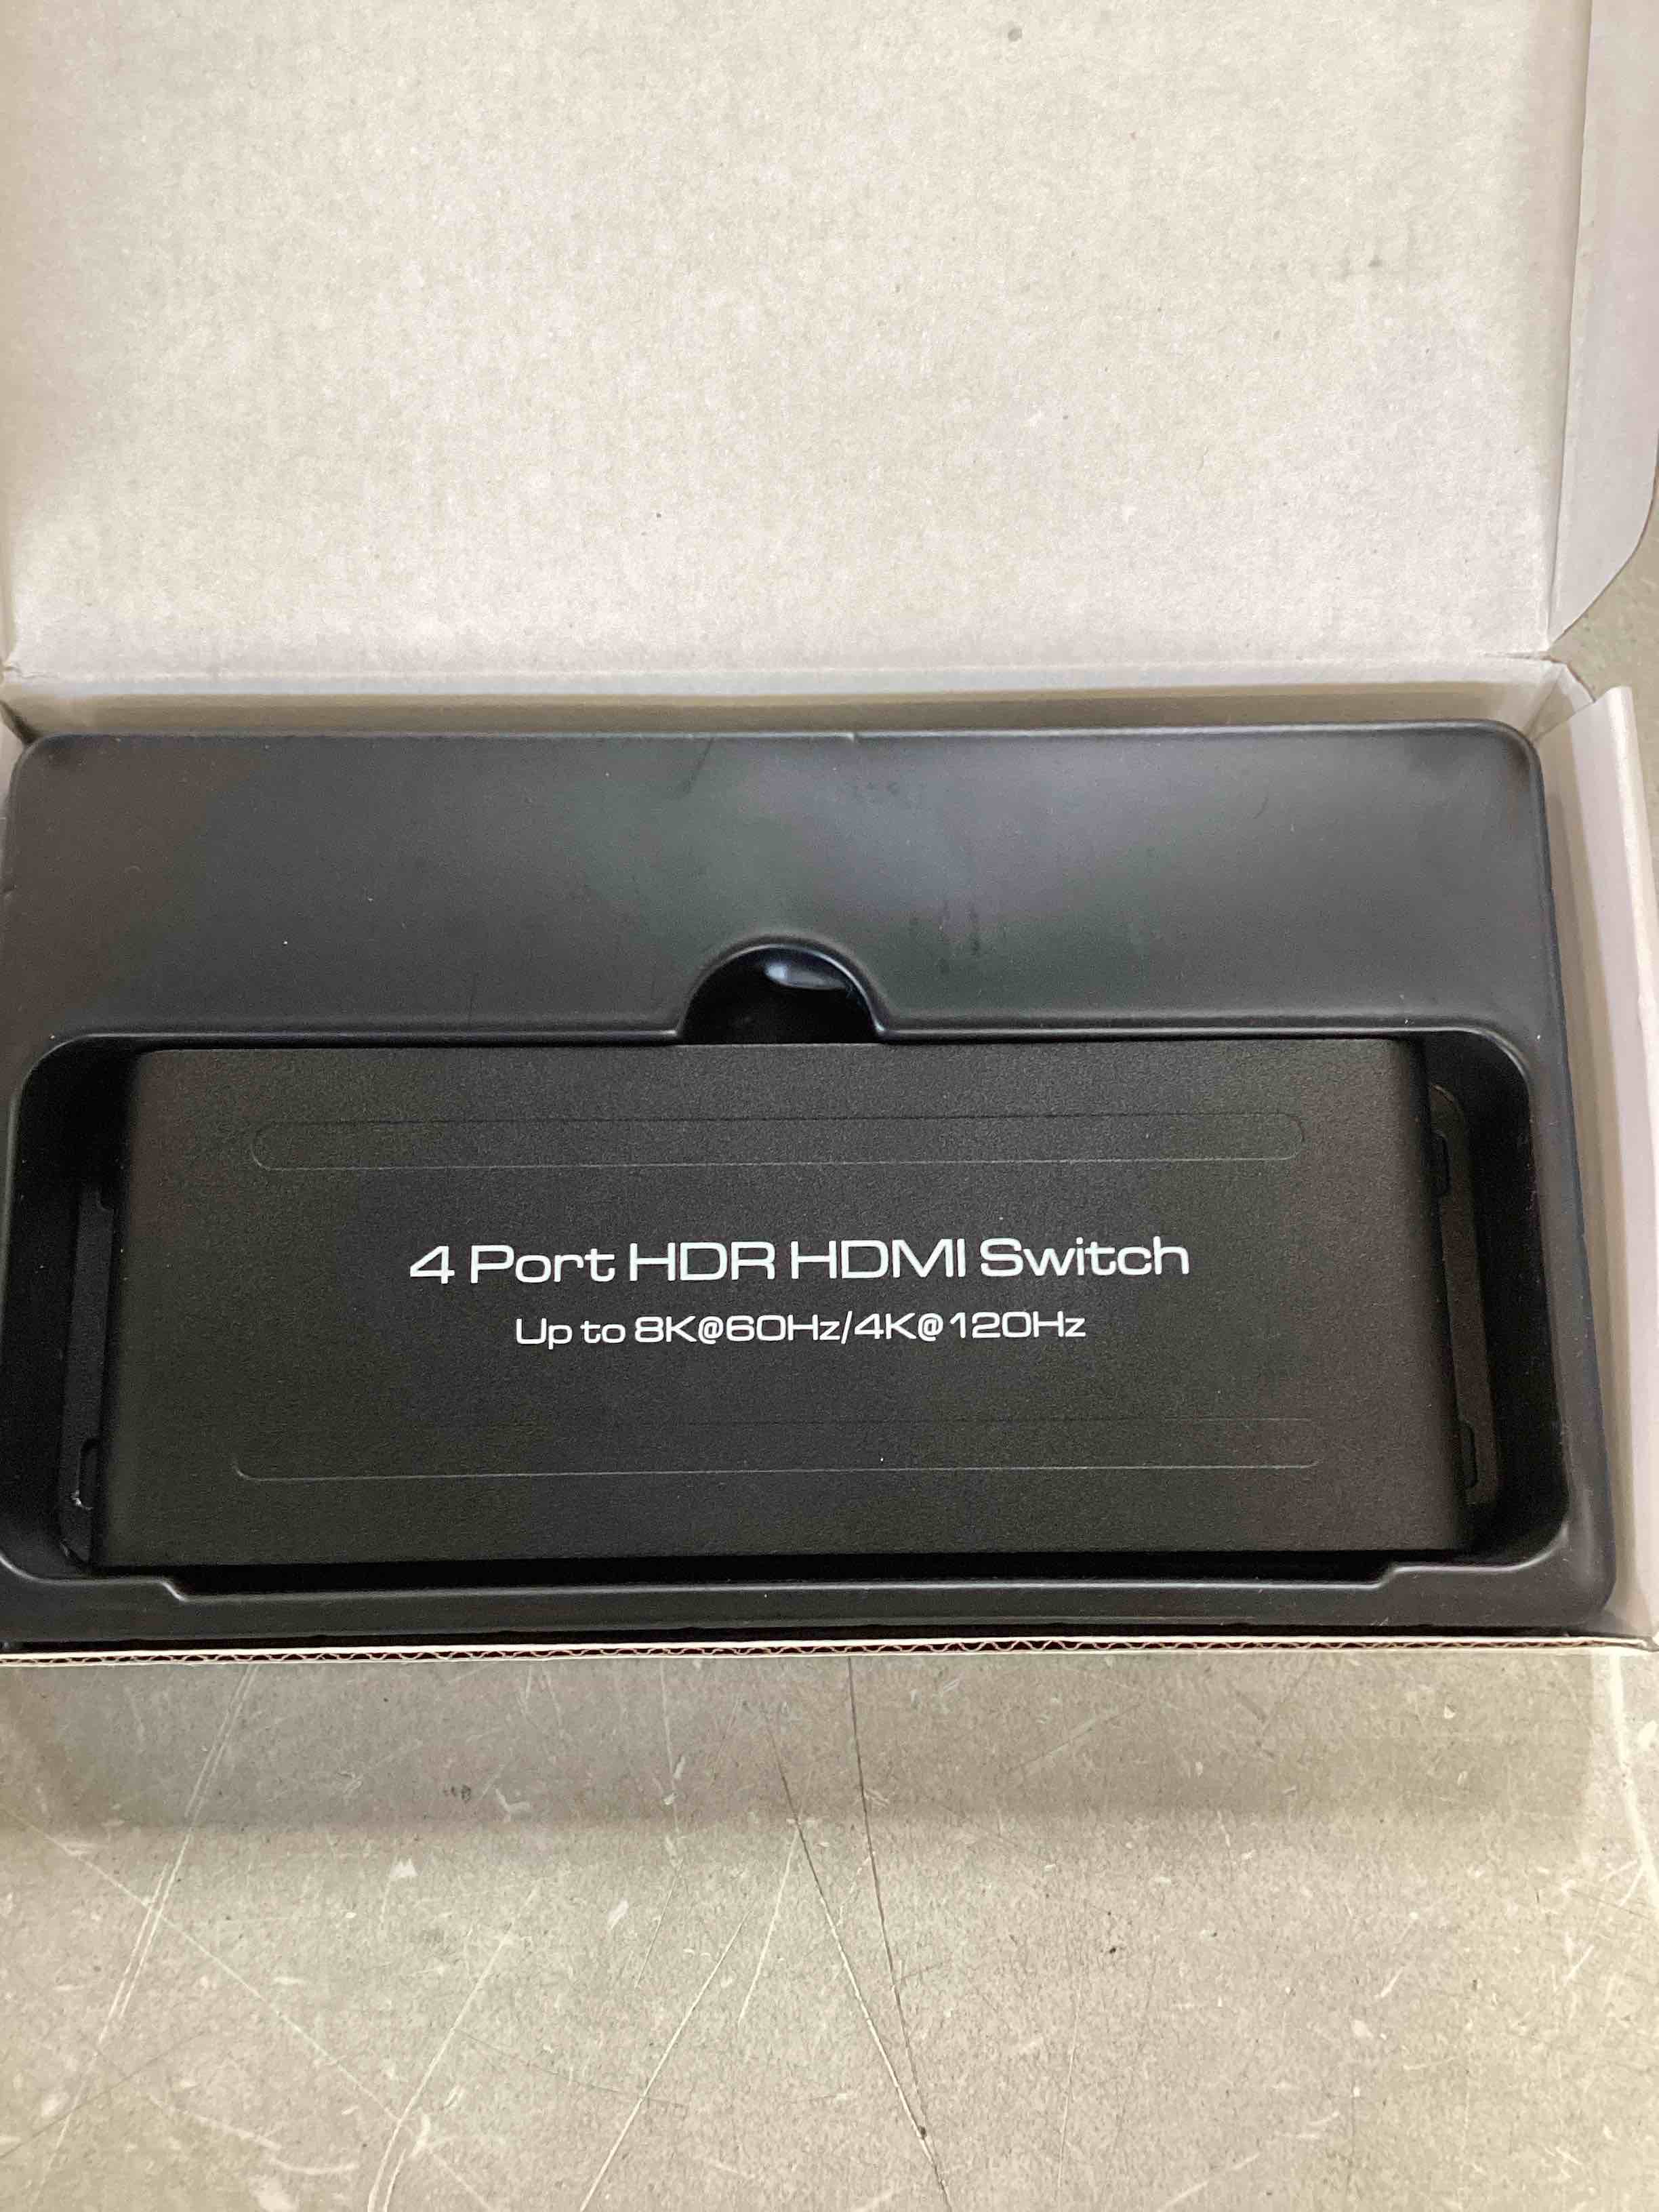 4 Port HDR HDMI Switch
Up to 8K@60Hz/4K@120Hz